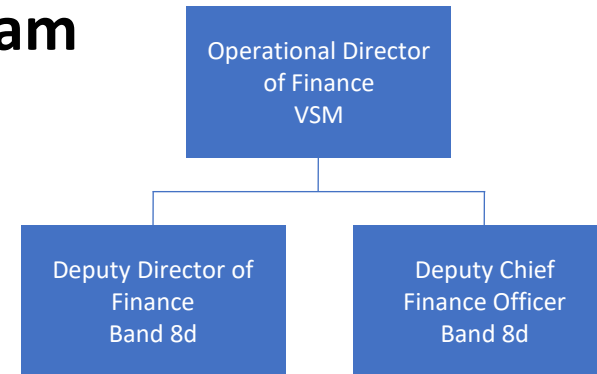 am
Operational Director
of Finance
VSM
Deputy Director of
Finance
Band 8d
Deputy Chief
Finance Officer
Band 8d